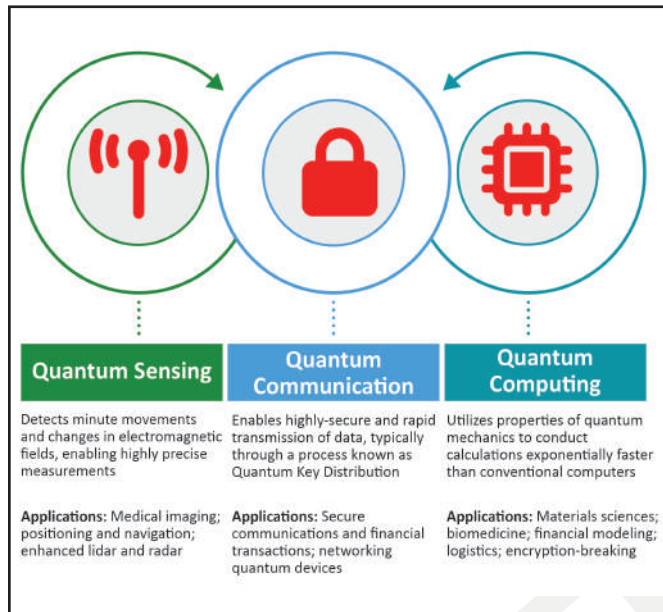 Quantum Sensing
Detects minute movements
and changes in electromagnetic
fields, enabling highly precise
measurements
Applications: Medical imaging;
positioning and navigation;
enhanced lidar and radar
Quantum
Communication
Enables highly-secure and rapid
transmission of data, typically
through a process known as
Quantum Key Distribution
Applications: Secure
communications and financial
transactions; networking
quantum devices
Quantum
Computing
Utilizes properties of quantum
mechanics to conduct
calculations exponentially faster
than conventional computers
Applications: Materials sciences;
biomedicine; financial modeling;
logistics; encryption-breaking